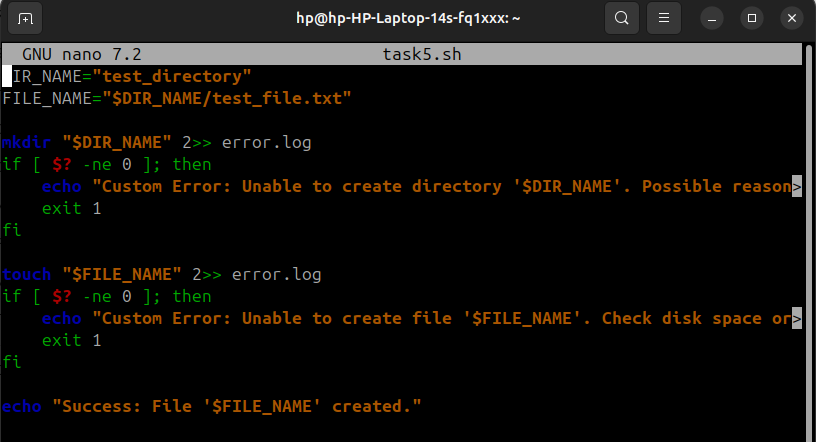 hp@hp-HP-Laptop-14s-fq1xxx: ~
GNU nano 7.2 task5.sh
IR_NAME="test_directory"
FILE_NAME="$DIR_NAME/test_file.txt"
mkdir "$DIR_NAME" 2>> error.log
if [ $? -ne 0 ]; then
echo "Custom Error: Unable to create directory '$DIR_NAME'. Possible reason>
exit 1
fi
touch "$FILE_NAME" 2>> error.log
if [ $? -ne 0 ]; then
echo "Custom Error: Unable to create file '$FILE_NAME'. Check disk space or>
exit 1
fi
echo "Success: File '$FILE_NAME' created."